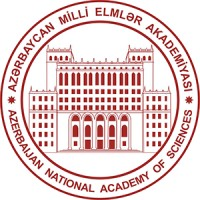 AZƏRBAYCAN MİLLİ ELMLƏR AKADEMİYASI
AZERBAIJAN NATIONAL ACADEMY OF SCIENCES